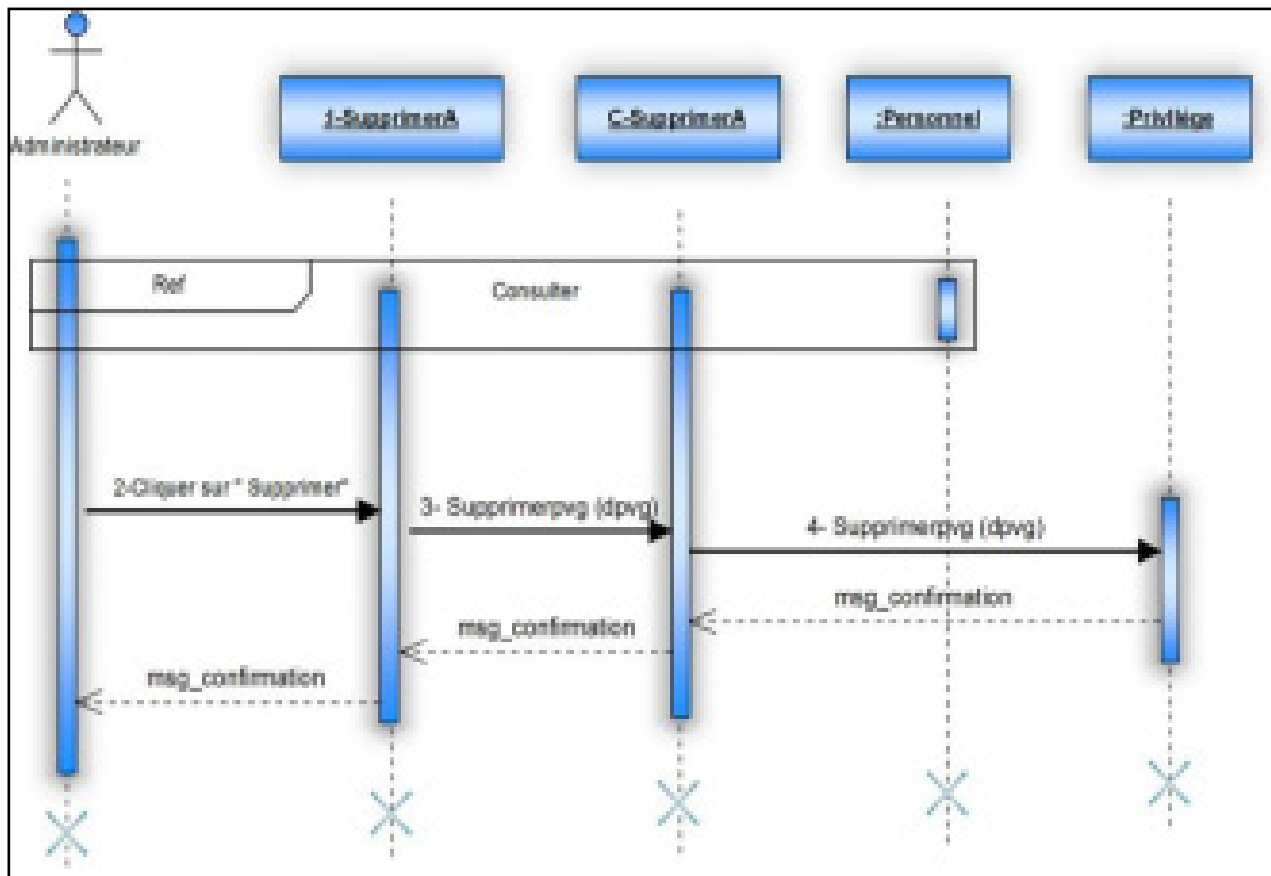 Administrateur
:I-SupprimerA
C-SupprimerA
:Personnel
:Privilège
Ref
Consulter
2-Cliquer sur " Supprimer"
3- Supprimerpvg (dpvg)
4- Supprimerpvg (dpvg)
msg_confirmation
msg_confirmation
msg_confirmation